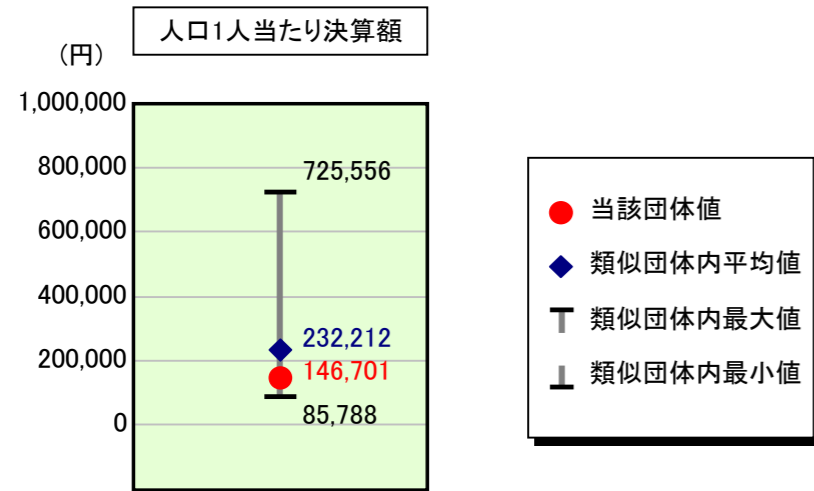 人口1人当たり決算額
(円)
1,000,000
800,000
600,000
400,000
200,000
0
725,556
232,212
146,701
85,788
当該団体値
類似団体内平均値
類似団体内最大値
類似団体内最小値